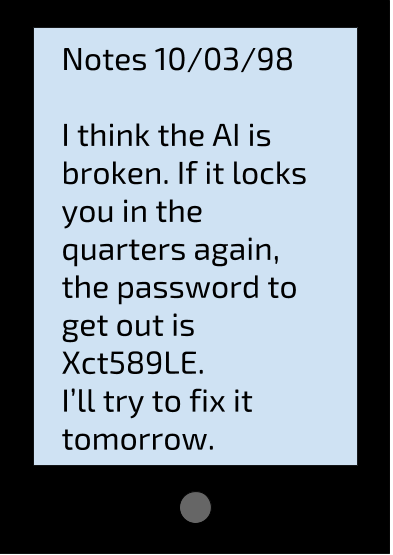 Notes 10/03/98
I think the AI is
broken. If it locks
you in the
quarters again,
the password to
get out is
Xct589LE.
I’ll try to fix it
tomorrow.